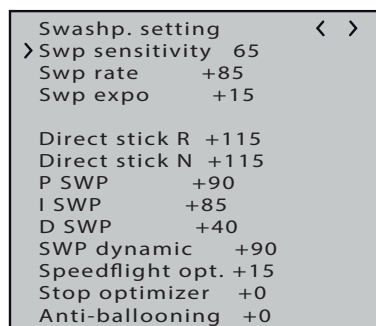 Swashp. setting < >
>Swp sensitivity 65
Swp rate +85
Swp expo +15
Direct stick R +115
Direct stick N +115
P SWP +90
I SWP +85
D SWP +40
SWP dynamic +90
Speedflight opt. +15
Stop optimizer +0
Anti-ballooning +0